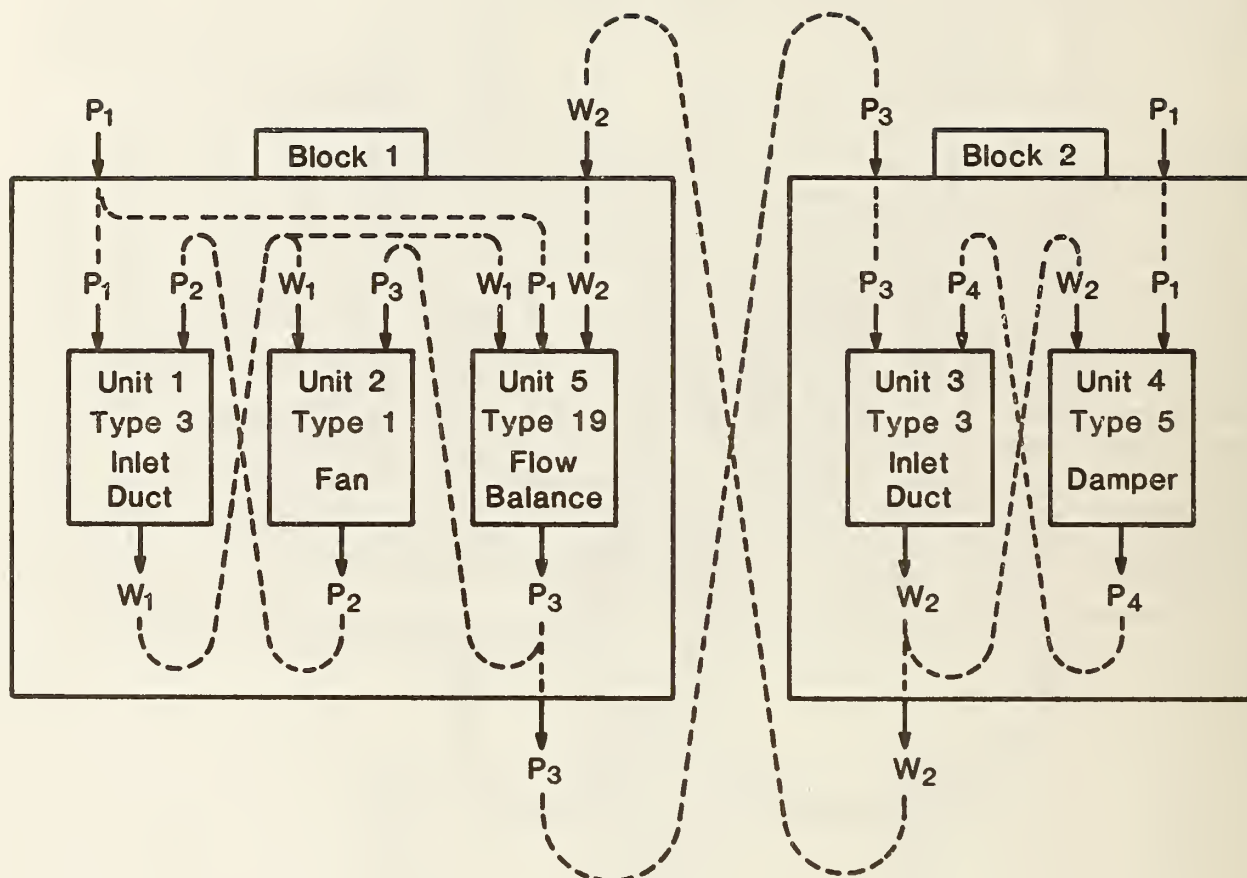 W₂
P₃
P₁
P₁
Block 1
Block 2
P₁ P₂ W₁ P₃ W₁ P₁ W₂
P₃ P₄ W₂ P₁
Unit 1
Type 3
Inlet
Duct
Unit 2
Type 1
Fan
Unit 5
Type 19
Flow
Balance
Unit 3
Type 3
Inlet
Duct
Unit 4
Type 5
Damper
W₁ P₂ P₃
W₂ P₄
P₃
W₂